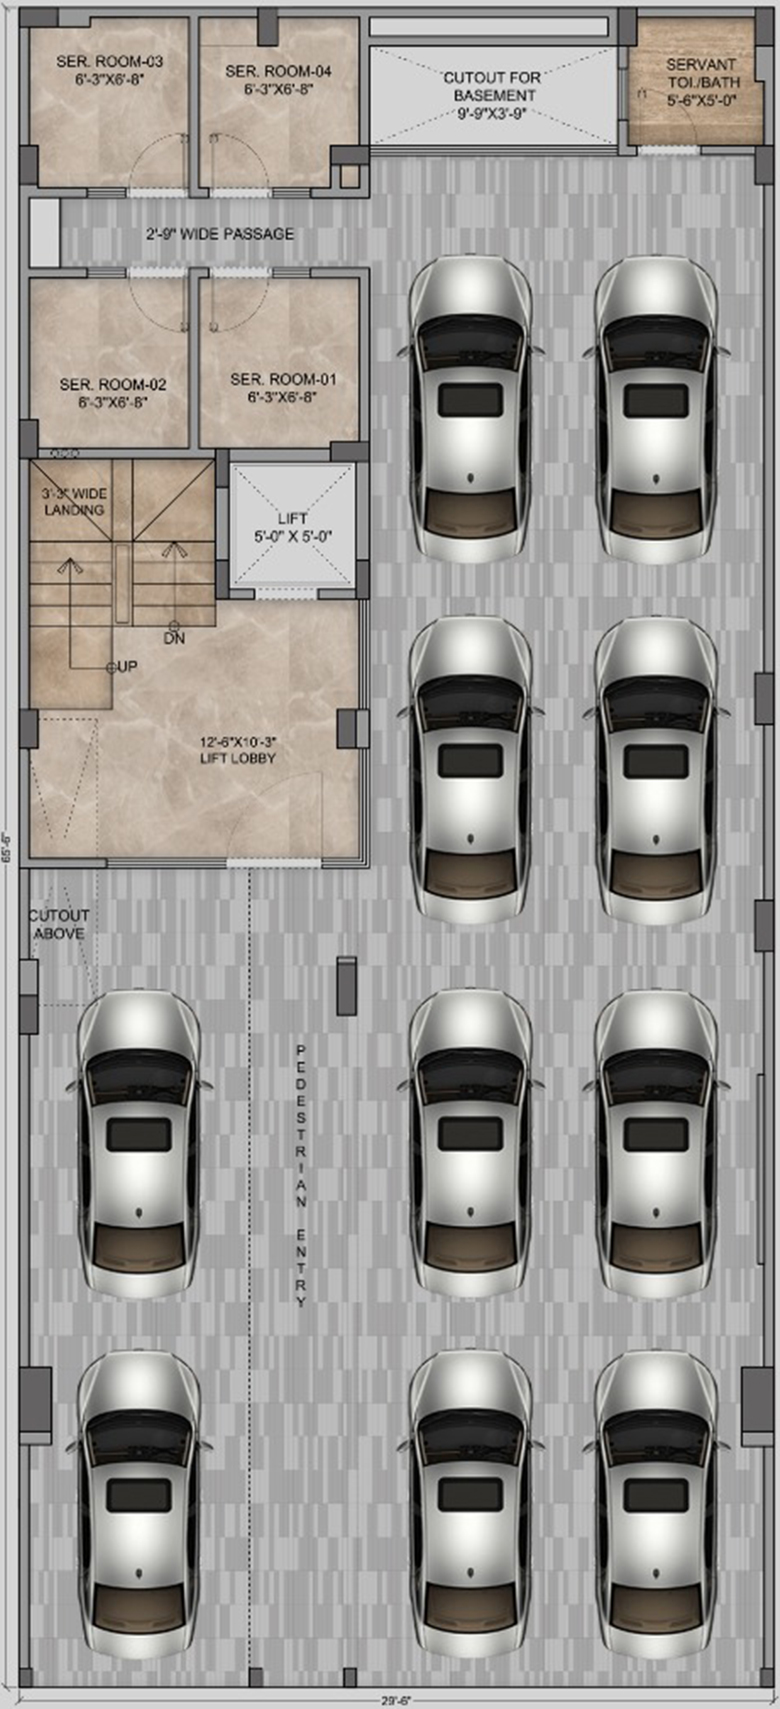 SER. ROOM-03
6'-3"X6'-8"
SER. ROOM-04
6'-3"X6'-8"
CUTOUT FOR
BASEMENT
9'-9"X3'-9"
SERVANT
TOI./BATH
5'-6"X5'-0"
2'-9" WIDE PASSAGE
SER. ROOM-02
6'-3"X6'-8"
SER. ROOM-01
6'-3"X6'-8"
3'-3" WIDE
LANDING
LIFT
5'-0" X 5'-0"
DN
UP
12'-6"X10'-3"
LIFT LOBBY
65'-6"
CUTOUT
ABOVE
PEDESTRIAN ENTRY
29'-6"